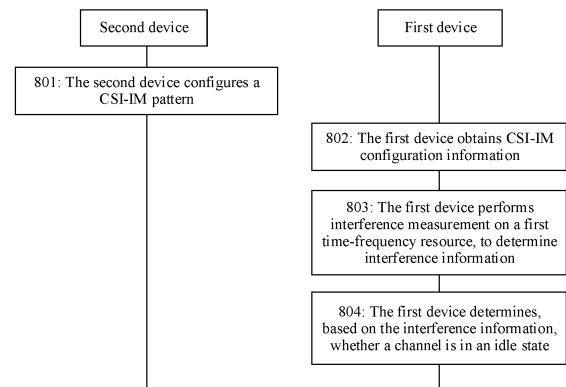 Second device
First device
801: The second device configures a
CSI-IM pattern
802: The first device obtains CSI-IM
configuration information
803: The first device performs
interference measurement on a first
time-frequency resource, to determine
interference information
804: The first device determines,
based on the interference information,
whether a channel is in an idle state